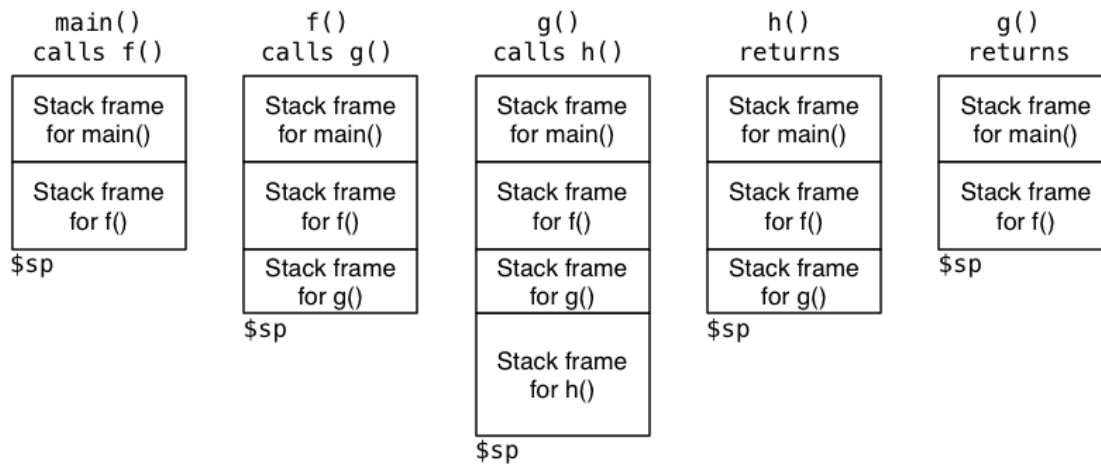 main()
calls f()
Stack frame
for main()
Stack frame
for f()
$sp
f()
calls g()
Stack frame
for main()
Stack frame
for f()
Stack frame
for g()
$sp
g()
calls h()
Stack frame
for main()
Stack frame
for f()
Stack frame
for g()
Stack frame
for h()
$sp
h()
returns
Stack frame
for main()
Stack frame
for f()
Stack frame
for g()
$sp
g()
returns
Stack frame
for main()
Stack frame
for f()
$sp